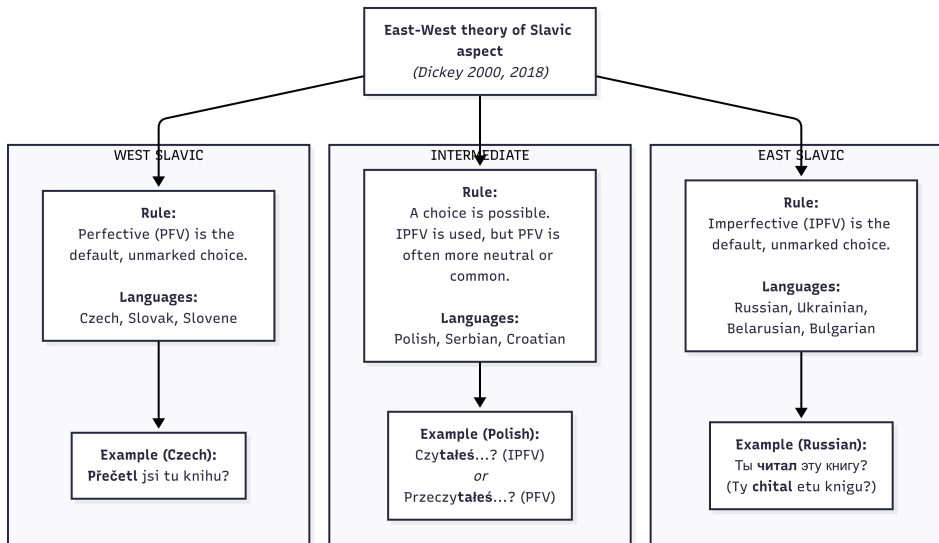 East-West theory of Slavic
aspect
(Dickey 2000, 2018)
WEST SLAVIC
Rule:
Perfective (PFV) is the
default, unmarked choice.
Languages:
Czech, Slovak, Slovene
Example (Czech):
Přečetl jsi tu knihu?
INTERMEDIATE
Rule:
A choice is possible.
IPFV is used, but PFV is
often more neutral or
common.
Languages:
Polish, Serbian, Croatian
Example (Polish):
Czytałeś...? (IPFV)
or
Przeczytałeś...? (PFV)
EAST SLAVIC
Rule:
Imperfective (IPFV) is the
default, unmarked choice.
Languages:
Russian, Ukrainian,
Belarusian, Bulgarian
Example (Russian):
Ты читал эту книгу?
(Ty chital etu knigu?)